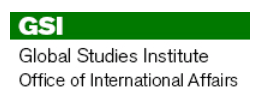 GSI
Global Studies Institute
Office of International Affairs